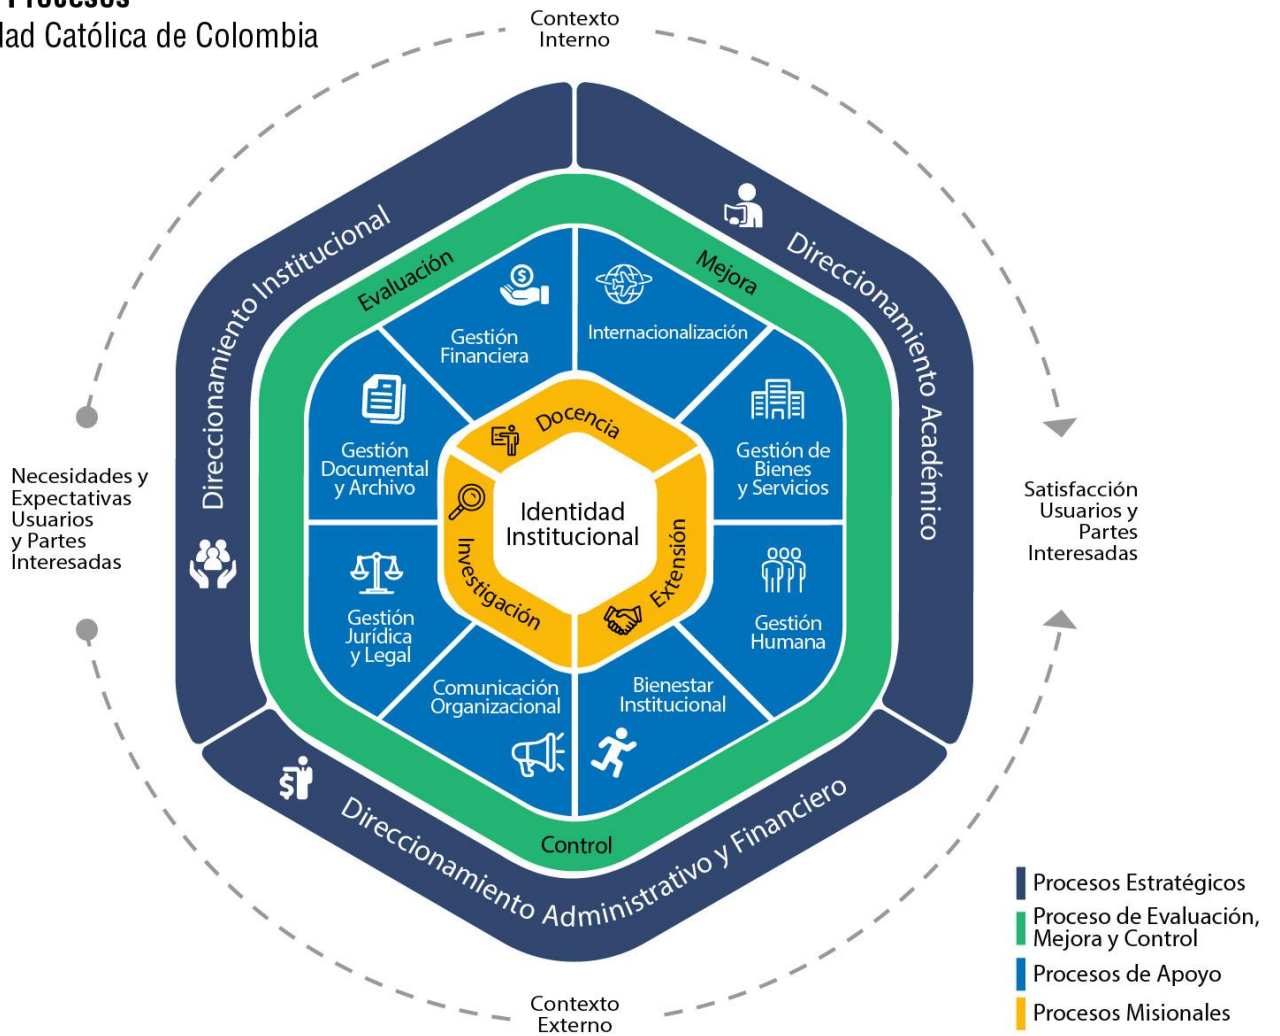 Procesos
dad Católica de Colombia
Contexto
Interno
Direccionamiento Institucional
Direccionamiento Académico
Evaluación
Mejora
Gestión
Financiera
Internacionalización
Gestión
Documental
y Archivo
Docencia
Gestión de
Bienes
y Servicios
Necesidades y
Expectativas
Usuarios
y Partes
Interesadas
Identidad
Institucional
Satisfacción
Usuarios y
Partes
Interesadas
Investigación
Extensión
Gestión
Jurídica
y Legal
Gestión
Humana
Comunicación
Organizacional
Bienestar
Institucional
Control
Direccionamiento Administrativo y Financiero
Procesos Estratégicos
Proceso de Evaluación,
Mejora y Control
Procesos de Apoyo
Procesos Misionales
Contexto
Externo